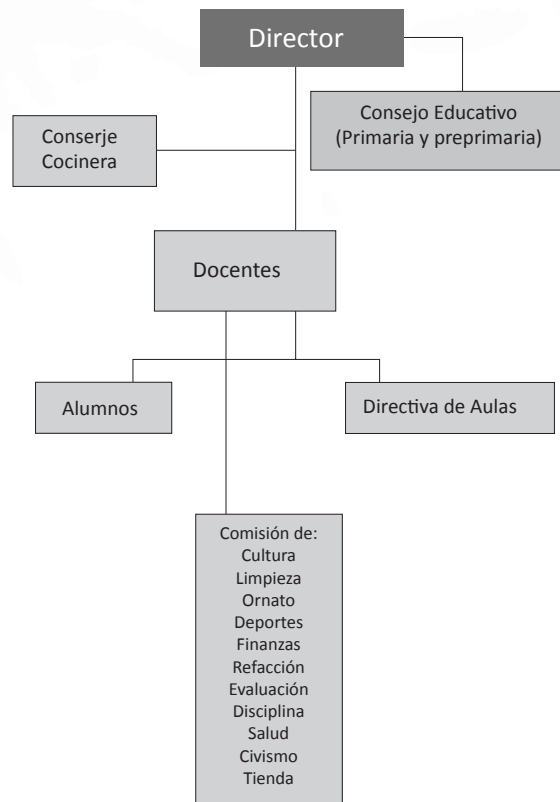 Director
Consejo Educativo
(Primaria y preprimaria)
Conserje
Cocinera
Docentes
Alumnos
Directiva de Aulas
Comisión de:
Cultura
Limpieza
Ornato
Deportes
Finanzas
Refacción
Evaluación
Disciplina
Salud
Civismo
Tienda